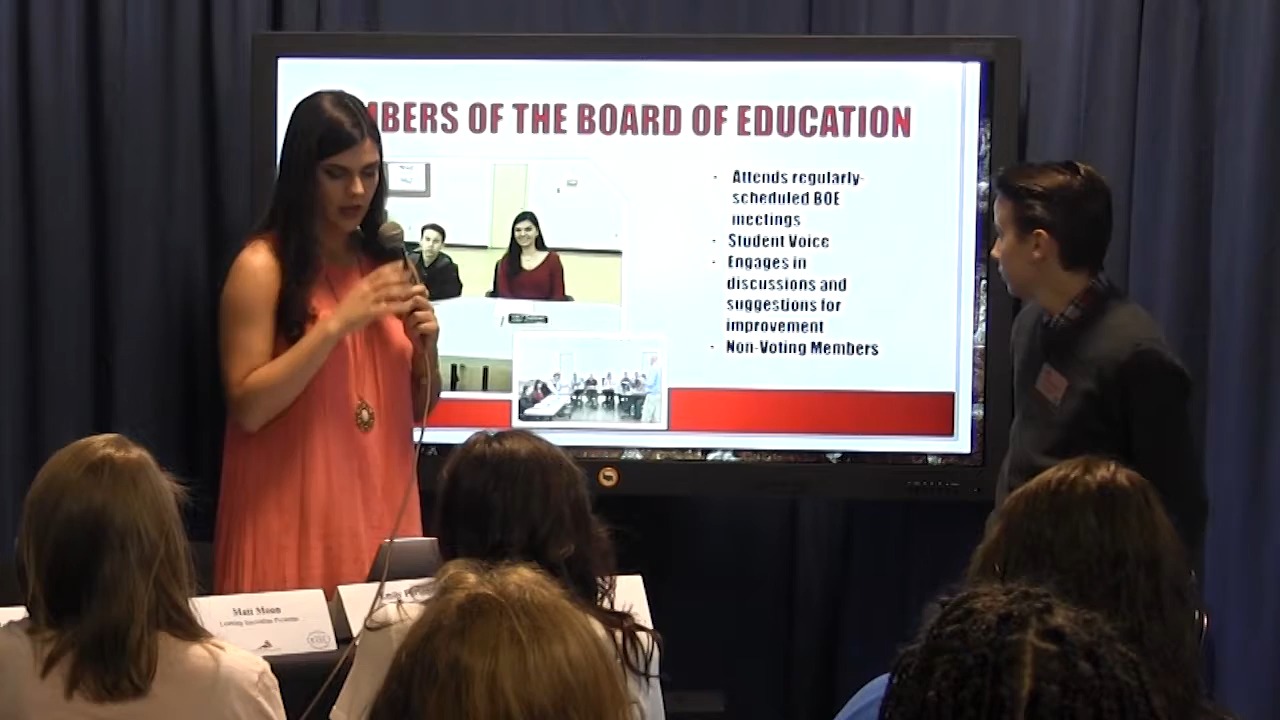 MBERS OF THE BOARD OF EDUCATION
- Attends regularly-
scheduled BOE
meetings
- Student Voice
- Engages in
discussions and
suggestions for
improvement
- Non-Voting Members
Matt Moon